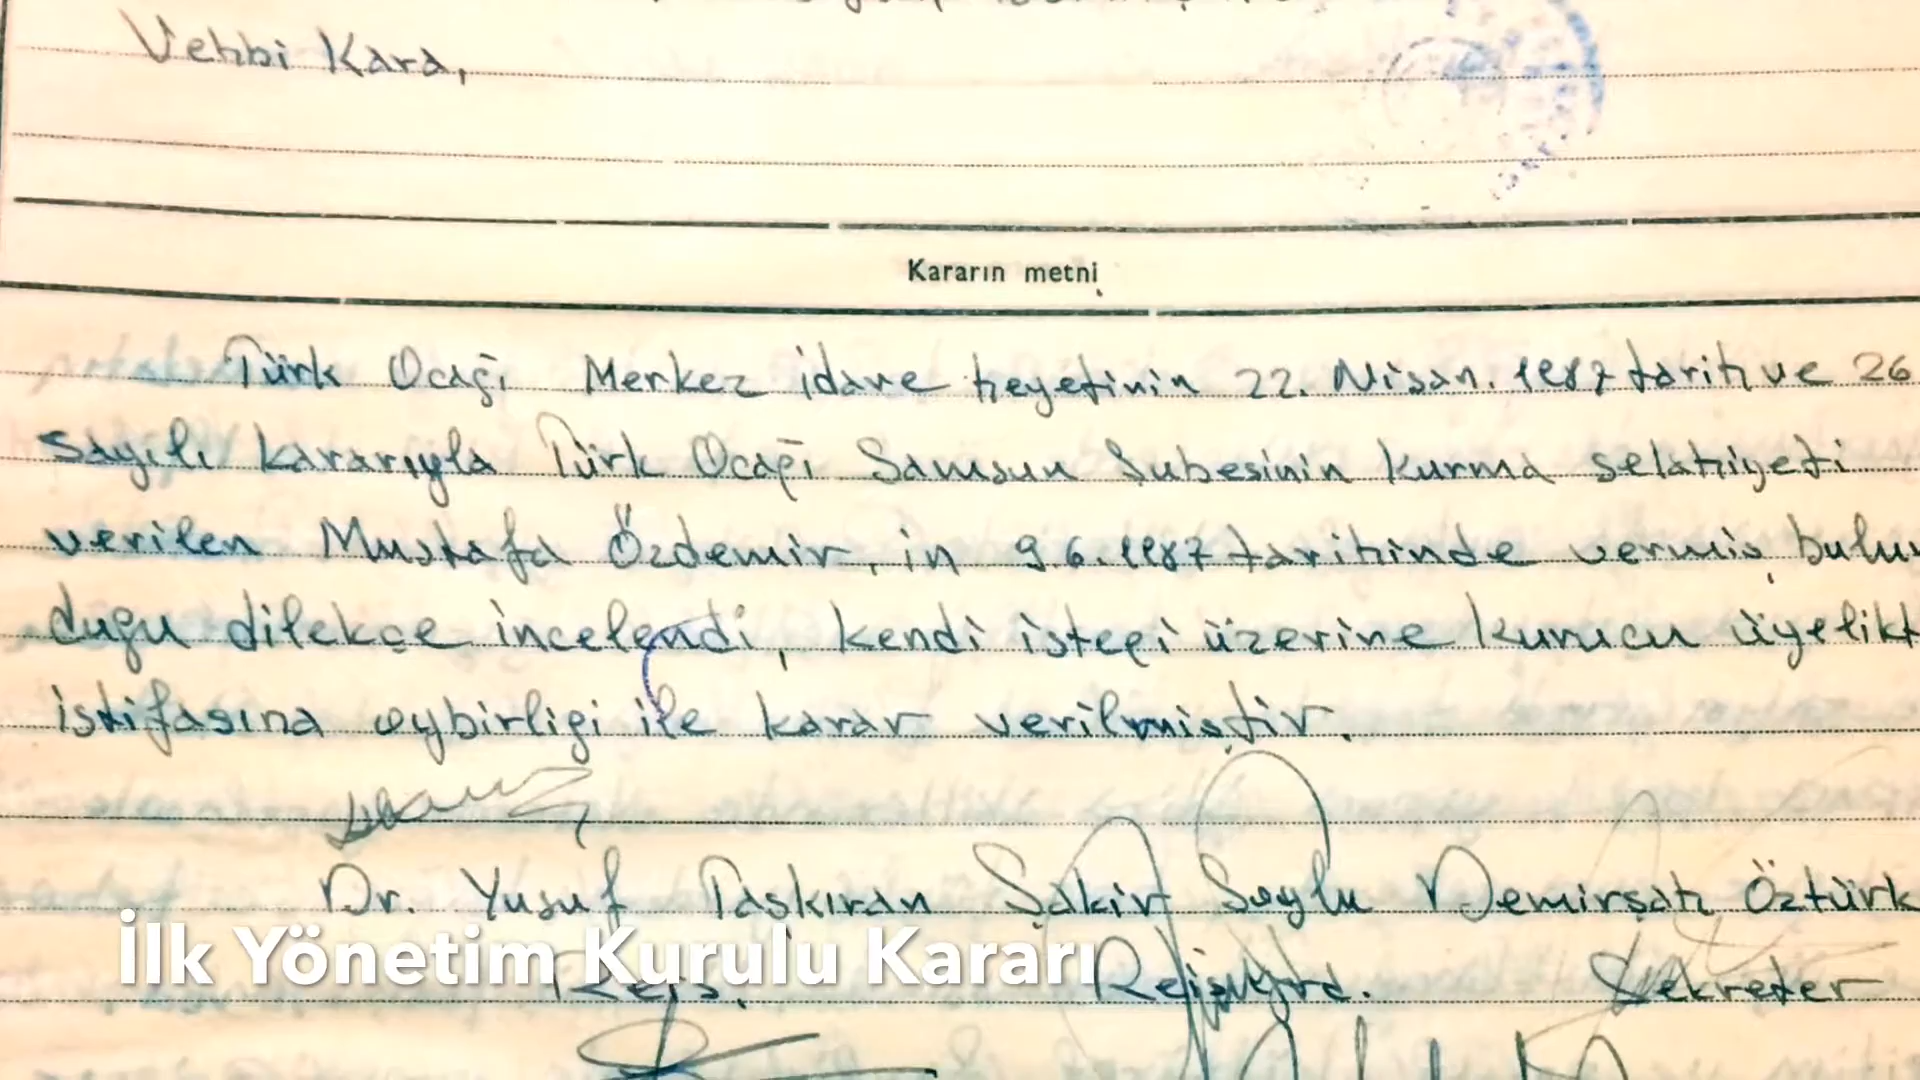 Vehbi Kara,
Kararın metni
Türk Ocağı Merkez idare heyetinin 22. Nisan. 1987 tarih ve 26
sayılı kararıyla Türk Ocağı Samsun Şubesinin kurma selahiyeti
verilen Mustafa Özdemir, in 9.6.1987 tarihinde vermiş bulun
duğu dilekçe incelendi, kendi isteği üzerine kurucu üyelikt
istifasına oybirliği ile karar verilmiştir.
Dr. Yusuf Taşkıran Şakir Soylu Demirşah Öztürk
Reis. Reis Yrd. Sekreter
İlk Yönetim Kurulu Kararı